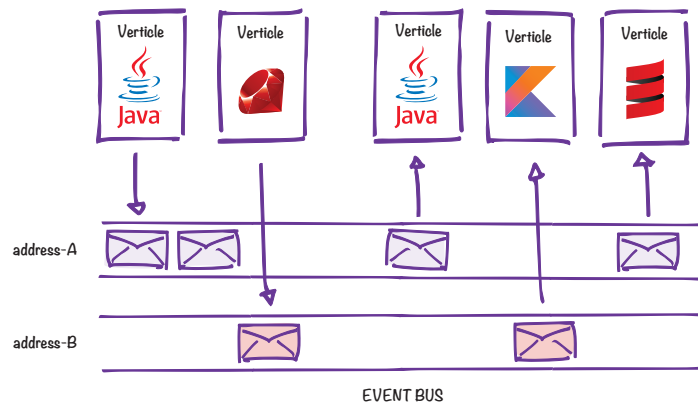 Verticle
Java
Verticle
Verticle
Java
Verticle
Verticle
address-A
address-B
EVENT BUS